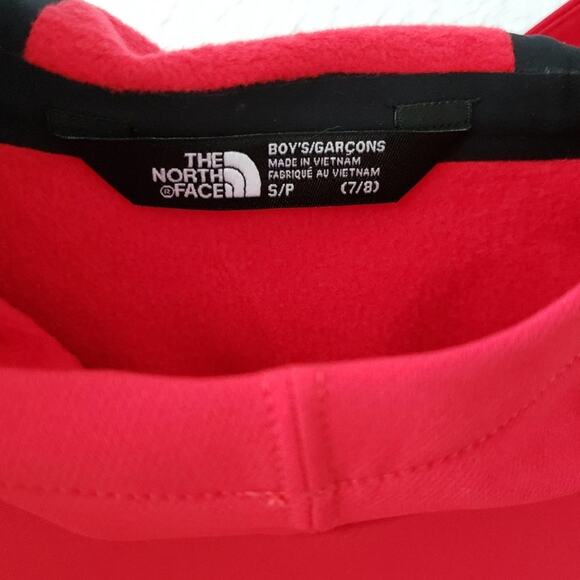 THE
NORTH
®FACE
BOY'S/GARÇONS
MADE IN VIETNAM
FABRIQUÉ AU VIETNAM
S/P (7/8)